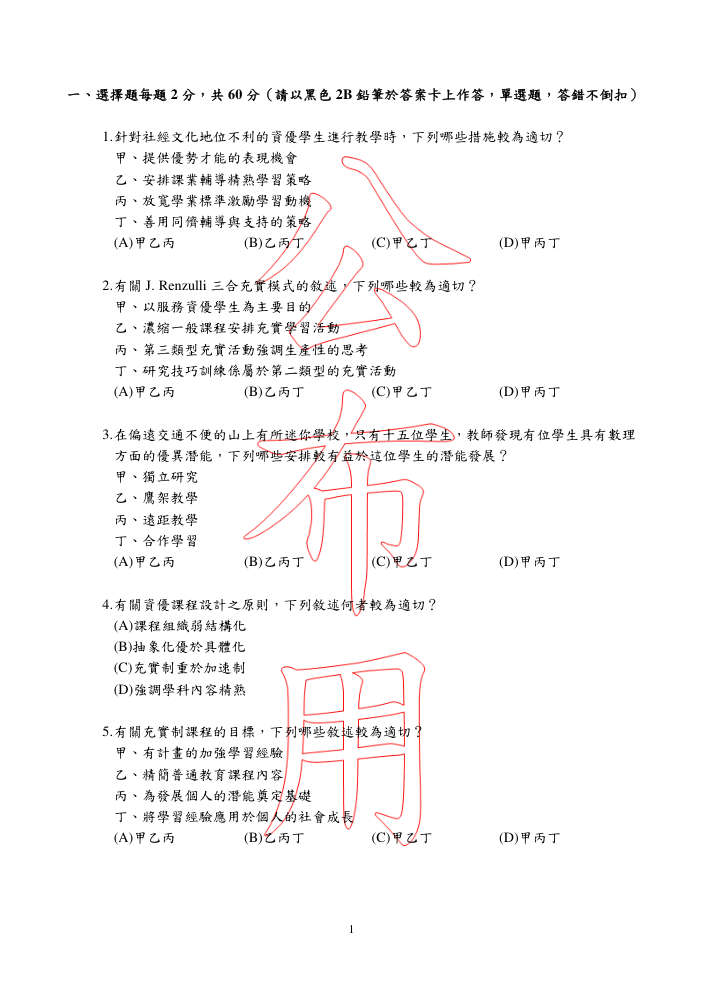 一、選擇題每題 2 分，共 60 分（請以黑色 2B 鉛筆於答案卡上作答，單選題，答錯不倒扣）
1.針對社經文化地位不利的資優學生進行教學時，下列哪些措施較為適切？
甲、提供優勢才能的表現機會
乙、安排課業輔導精熟學習策略
丙、放寬學業標準激勵學習動機
丁、善用同儕輔導與支持的策略
(A)甲乙丙 (B)乙丙丁 (C)甲乙丁 (D)甲丙丁
2.有關 J. Renzulli 三合充實模式的敘述，下列哪些較為適切？
甲、以服務資優學生為主要目的
乙、濃縮一般課程安排充實學習活動
丙、第三類型充實活動強調生產性的思考
丁、研究技巧訓練係屬於第二類型的充實活動
(A)甲乙丙 (B)乙丙丁 (C)甲乙丁 (D)甲丙丁
3.在偏遠交通不便的山上有所迷你學校，只有十五位學生，教師發現有位學生具有數理
方面的優異潛能，下列哪些安排較有益於這位學生的潛能發展？
甲、獨立研究
乙、鷹架教學
丙、遠距教學
丁、合作學習
(A)甲乙丙 (B)乙丙丁 (C)甲乙丁 (D)甲丙丁
4.有關資優課程設計之原則，下列敘述何者較為適切？
(A)課程組織弱結構化
(B)抽象化優於具體化
(C)充實制重於加速制
(D)強調學科內容精熟
5.有關充實制課程的目標，下列哪些敘述較為適切？
甲、有計畫的加強學習經驗
乙、精簡普通教育課程內容
丙、為發展個人的潛能奠定基礎
丁、將學習經驗應用於個人的社會成長
(A)甲乙丙 (B)乙丙丁 (C)甲乙丁 (D)甲丙丁
公
布
用
1